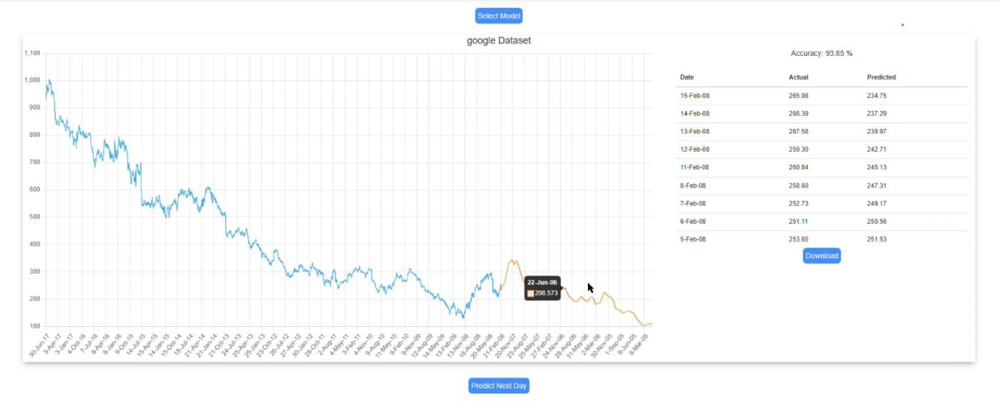 Select Model
google Dataset
1,100
1,000
900
800
700
600
500
400
300
200
100
22-Jun-06
208.573
30-Jun-17
3-Apr-17
3-Jan-17
4-Oct-16
7-Jul-16
8-Apr-16
8-Jan-16
9-Oct-15
14-Jul-15
15-Apr-15
14-Jan-15
15-Oct-14
18-Jul-14
21-Apr-14
21-Jan-14
21-Oct-13
24-Jul-13
25-Apr-13
25-Jan-13
23-Oct-12
26-Jul-12
27-Apr-12
30-Jan-12
28-Oct-11
2-Aug-11
4-May-11
3-Feb-11
4-Nov-10
9-Aug-10
11-May-10
9-Feb-10
9-Nov-09
12-Aug-09
14-May-09
13-Feb-09
13-Nov-08
18-Aug-08
20-May-08
21-Feb-08
20-Nov-07
23-Aug-07
25-May-07
27-Feb-07
24-Nov-06
28-Aug-06
31-May-06
2-Mar-06
30-Nov-05
1-Sep-05
6-Jun-05
8-Mar-05
Accuracy: 93.85 %
Date Actual Predicted
15-Feb-08 265.08 234.75
14-Feb-08 266.39 237.29
13-Feb-08 267.58 239.97
12-Feb-08 259.30 242.71
11-Feb-08 260.84 245.13
8-Feb-08 258.60 247.31
7-Feb-08 252.73 249.17
6-Feb-08 251.11 250.56
5-Feb-08 253.65 251.53
Download
Predict Next Day